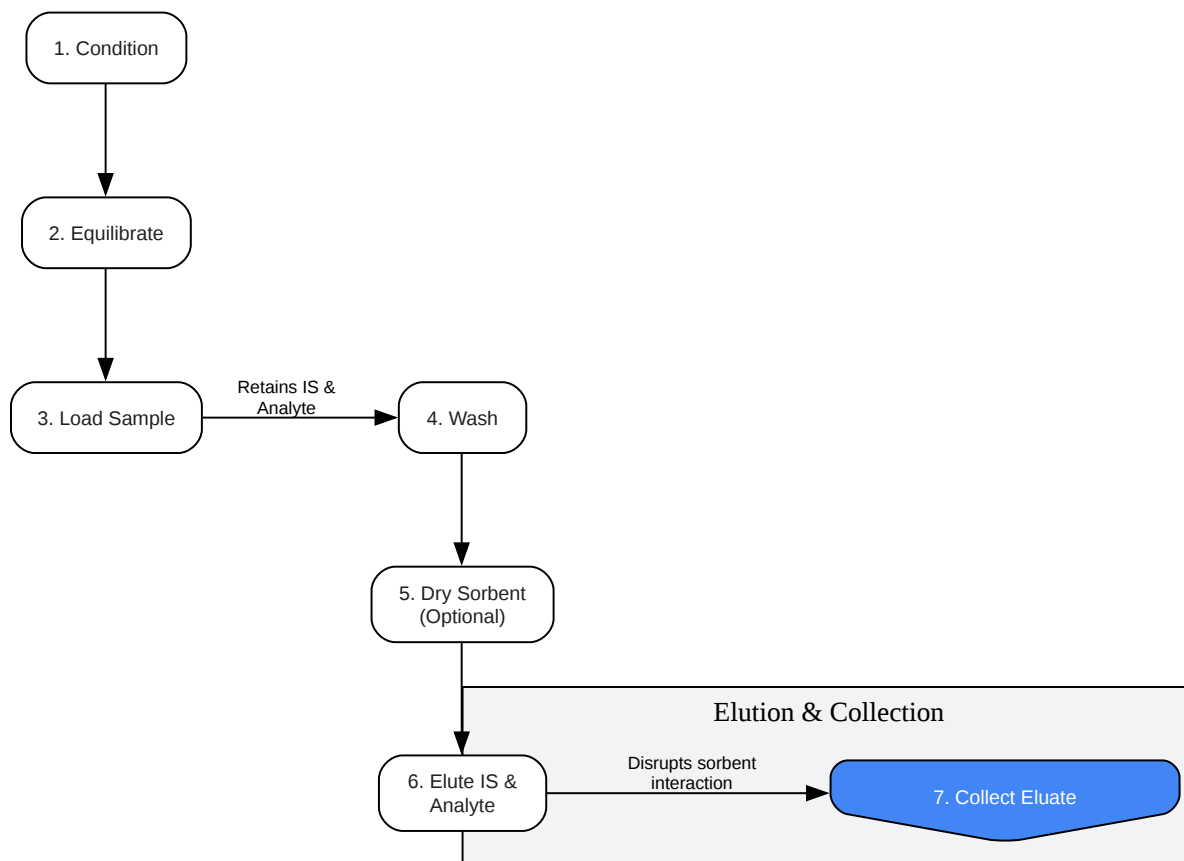 1. Condition
2. Equilibrate
3. Load Sample
Retains IS &
Analyte
4. Wash
5. Dry Sorbent
(Optional)
Elution & Collection
6. Elute IS &
Analyte
Disrupts sorbent
interaction
7. Collect Eluate